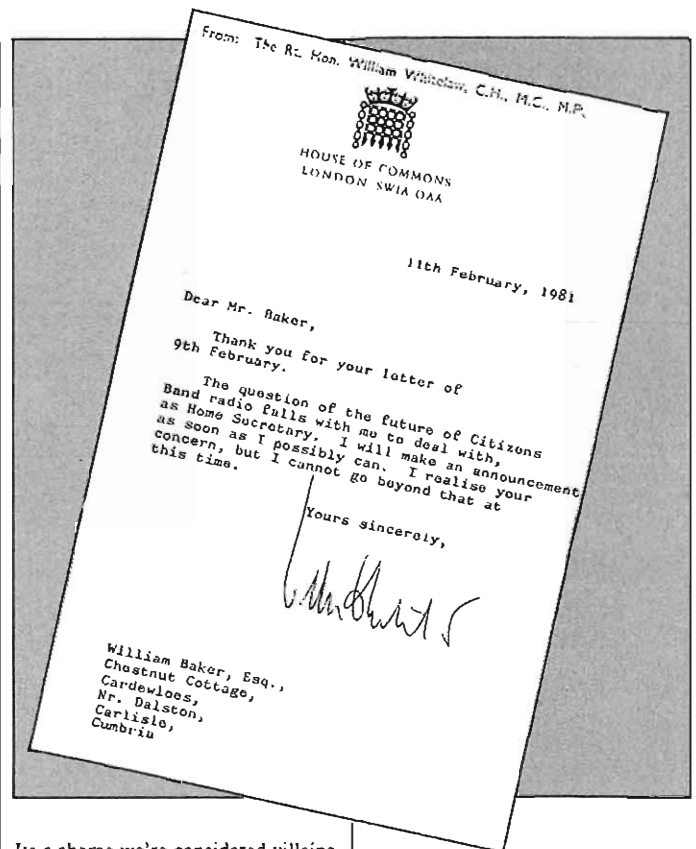 From: The Rt. Hon. William Whitelaw, C.H., M.C., M.P.
HOUSE OF COMMONS
LONDON SW1A 0AA
11th February, 1981
Dear Mr. Baker,
Thank you for your letter of
9th February.
The question of the future of Citizens
Band radio falls with me to deal with,
as Home Secretary. I will make an announcement
as soon as I possibly can. I realise your
concern, but I cannot go beyond that at
this time.
Yours sincerely,
William Baker, Esq.,
Chestnut Cottage,
Cardewlees,
Nr. Dalston,
Carlisle,
Cumbria